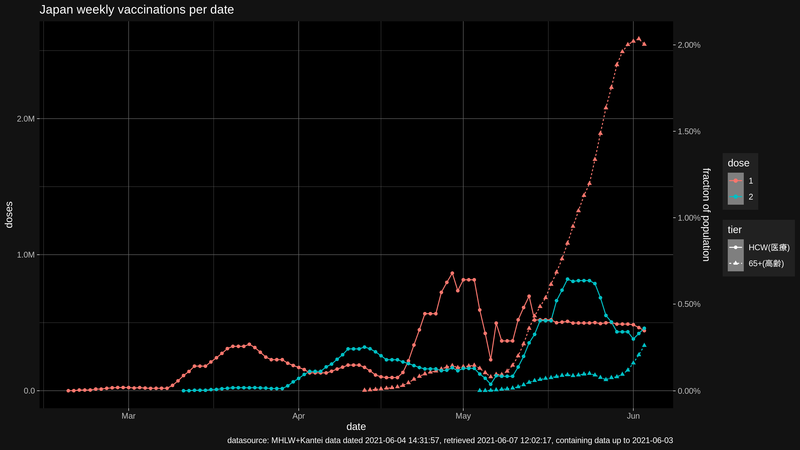 Japan weekly vaccinations per date
doses
2.0M
1.0M
0.0
2.00%
1.50%
1.00%
0.50%
0.00%
fraction of population
Mar
Apr
May
Jun
date
dose
1
2
tier
HCW(医療)
65+(高齢)
datasource: MHLW+Kantei data dated 2021-06-04 14:31:57, retrieved 2021-06-07 12:02:17, containing data up to 2021-06-03